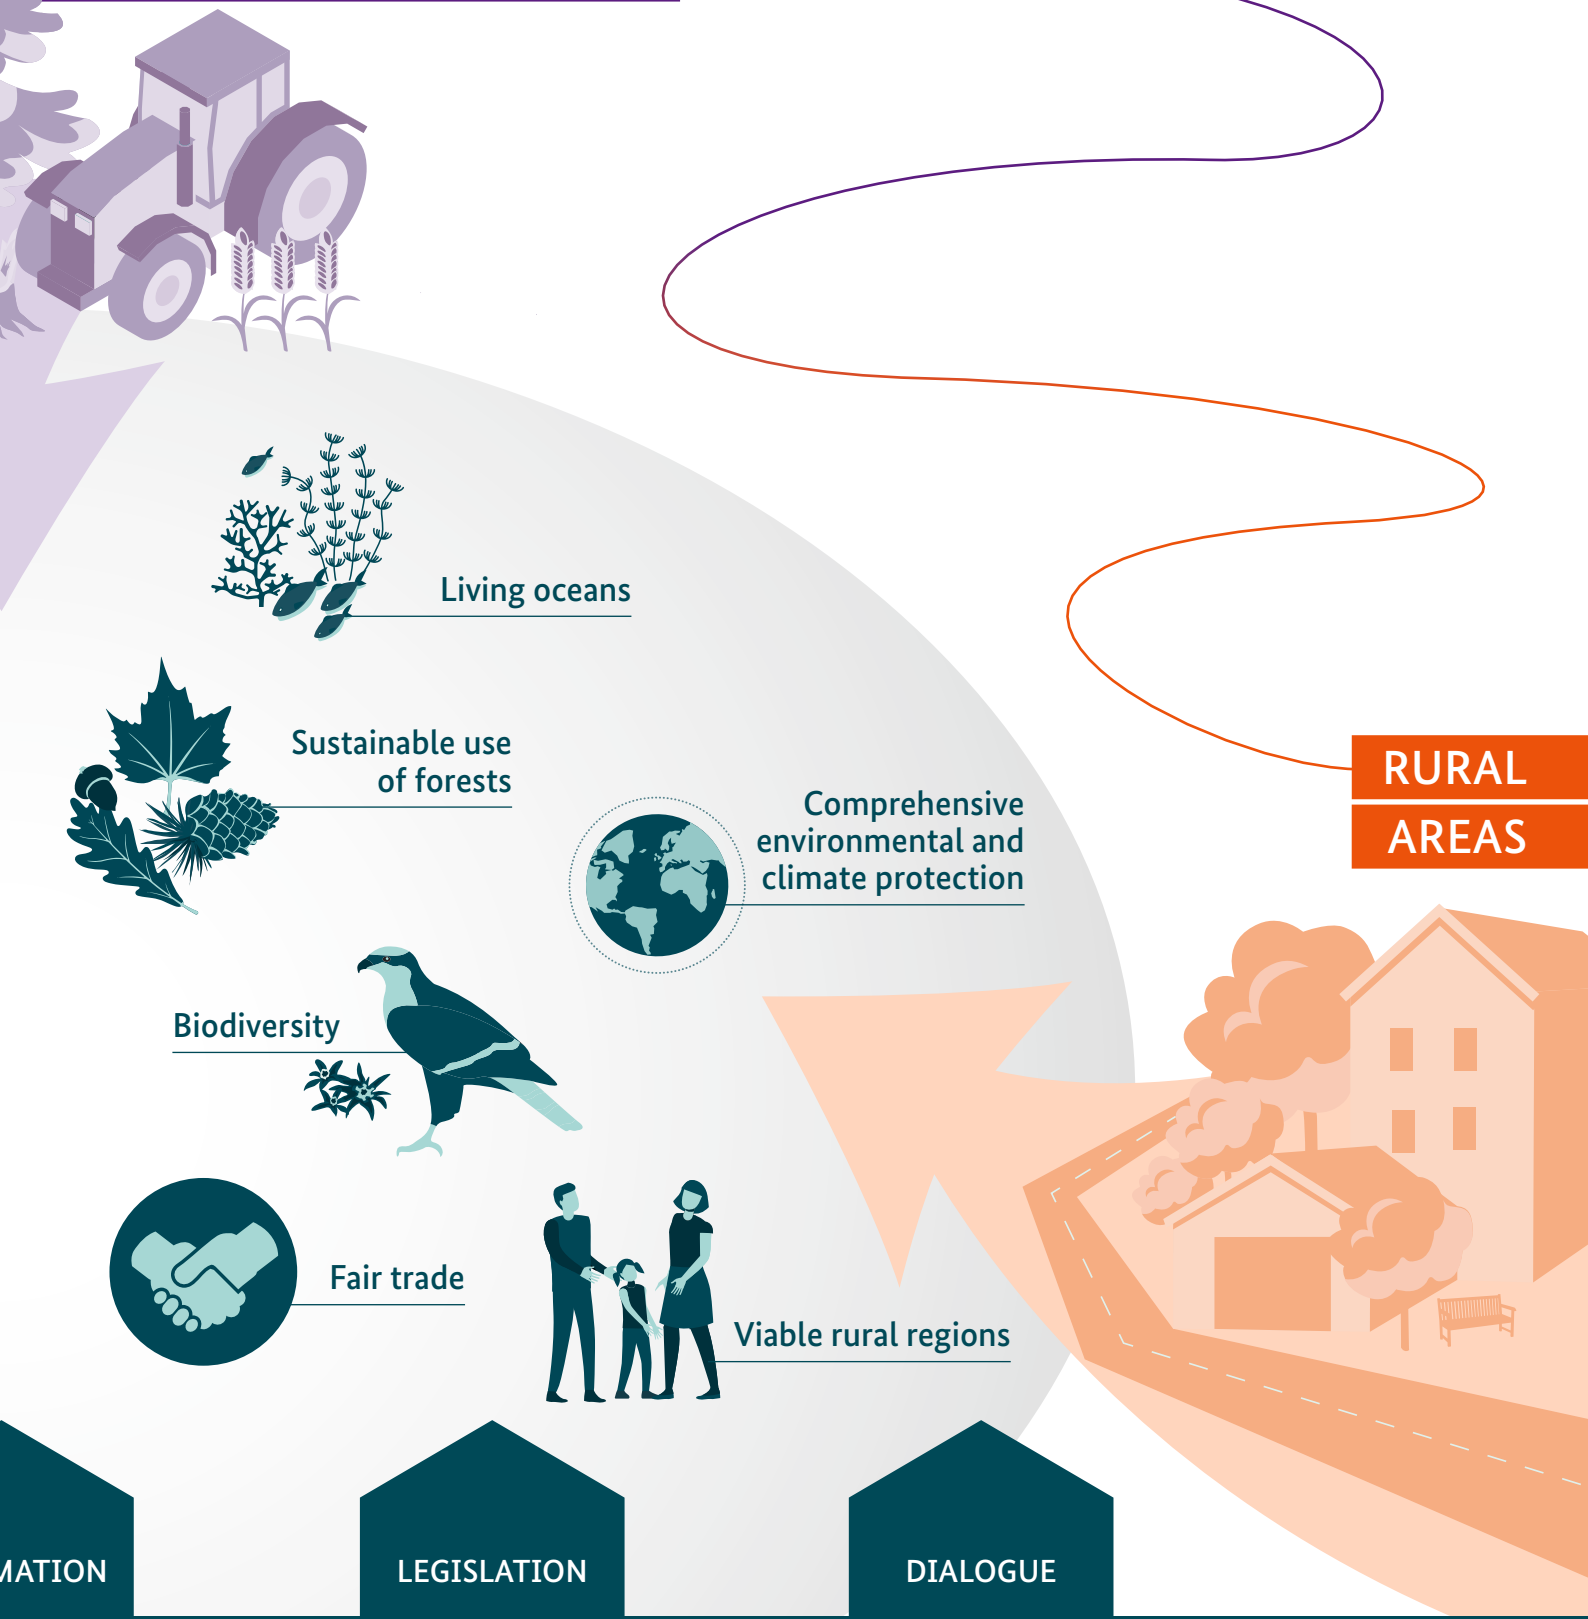 Living oceans
Sustainable use
of forests
RURAL
AREAS
Comprehensive
environmental and
climate protection
Biodiversity
Fair trade
Viable rural regions
MATION
LEGISLATION
DIALOGUE